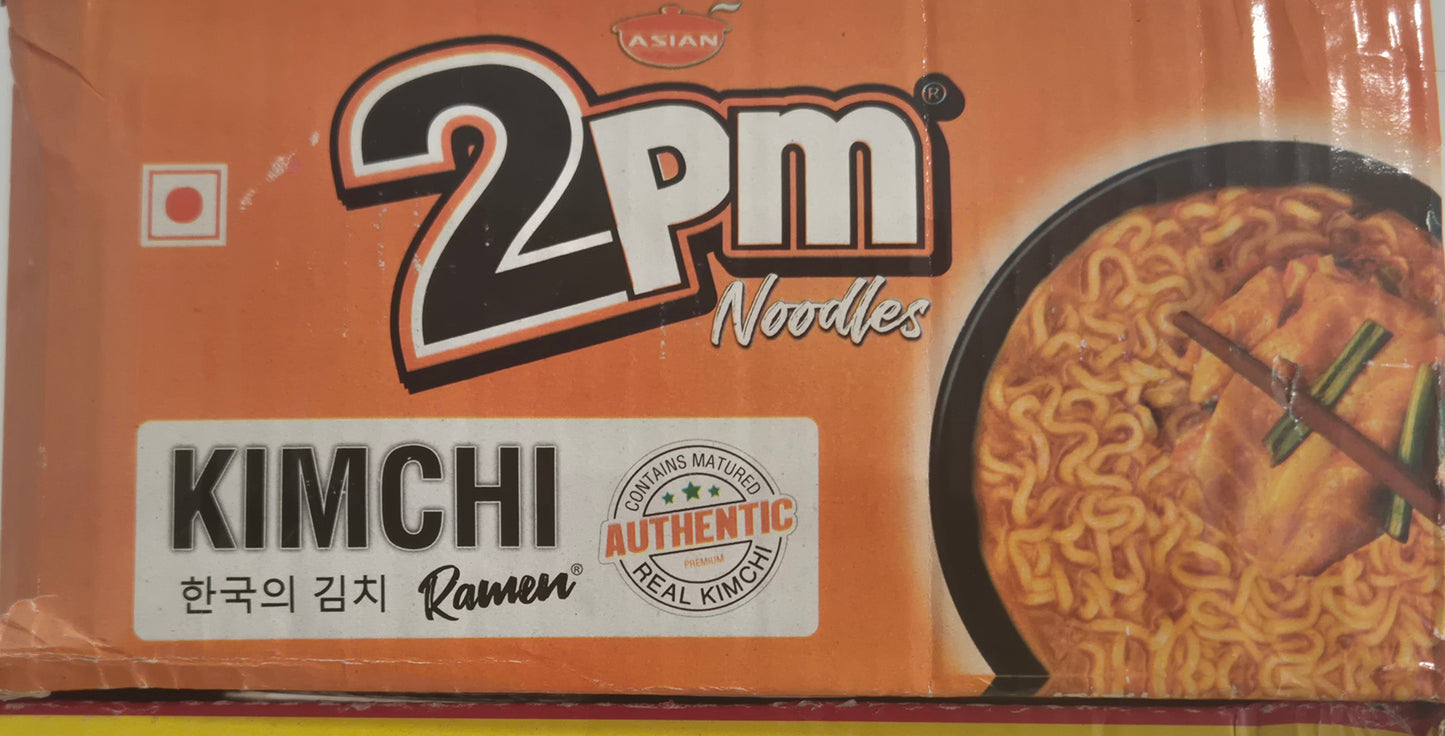 ASIAN
2pm®
Noodles
KIMCHI
한국의 김치 Ramen®
CONTAINS MATURED
AUTHENTIC
PREMIUM
REAL KIMCHI